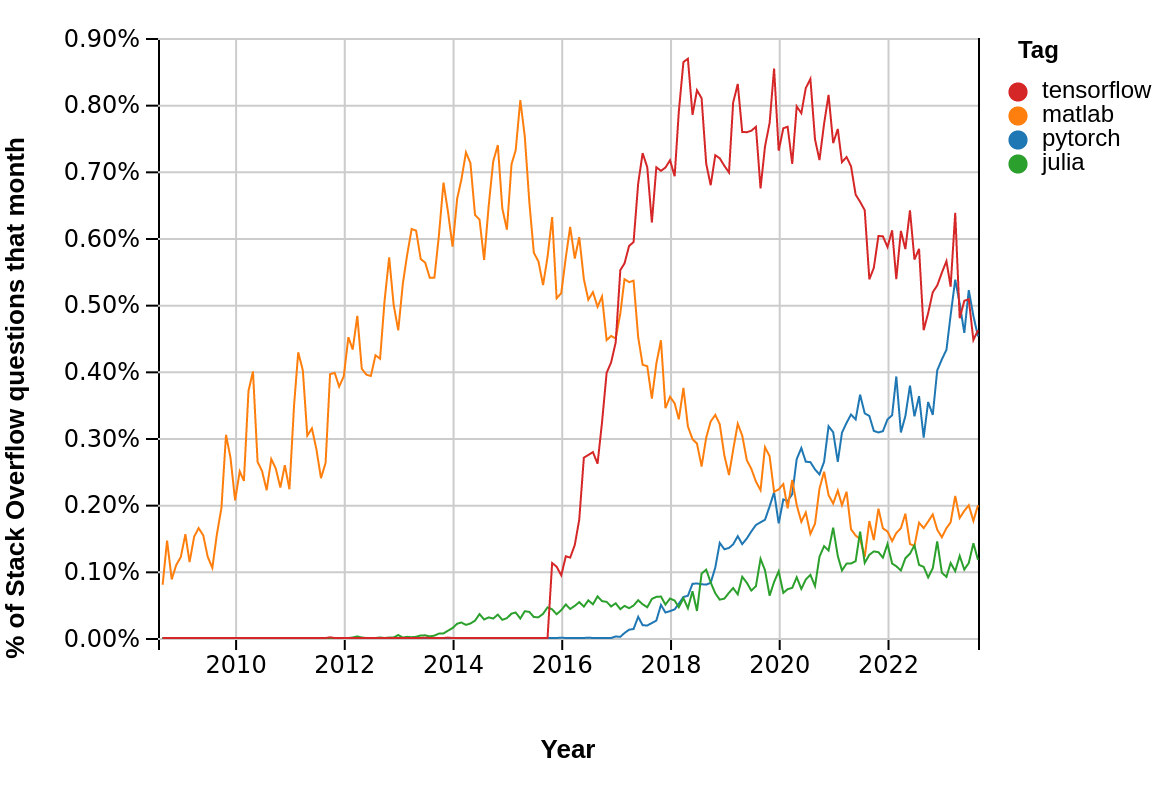 % of Stack Overflow questions that month
0.90%
0.80%
0.70%
0.60%
0.50%
0.40%
0.30%
0.20%
0.10%
0.00%
2010 2012 2014 2016 2018 2020 2022
Year
Tag
tensorflow
matlab
pytorch
julia